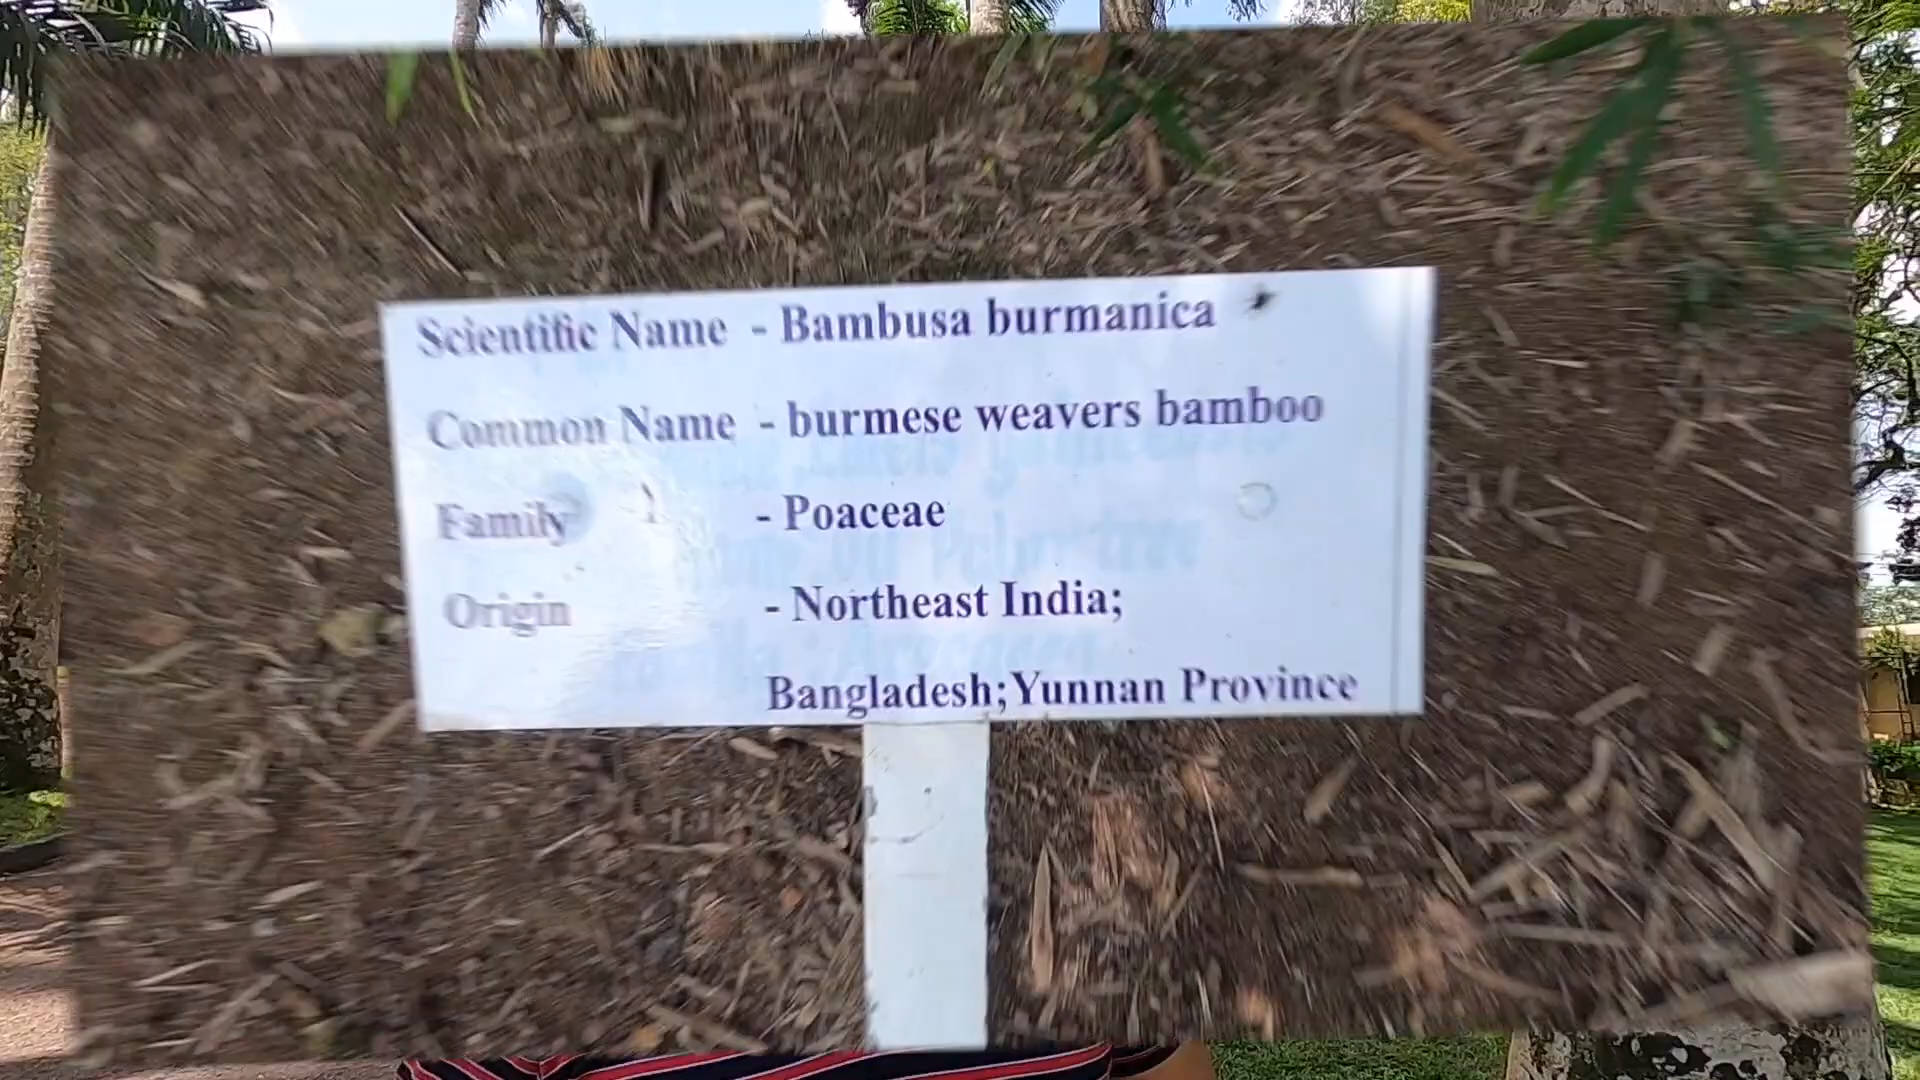 Scientific Name - Bambusa burmanica
Common Name - burmese weavers bamboo
Family - Poaceae
Origin - Northeast India;
Bangladesh;Yunnan Province